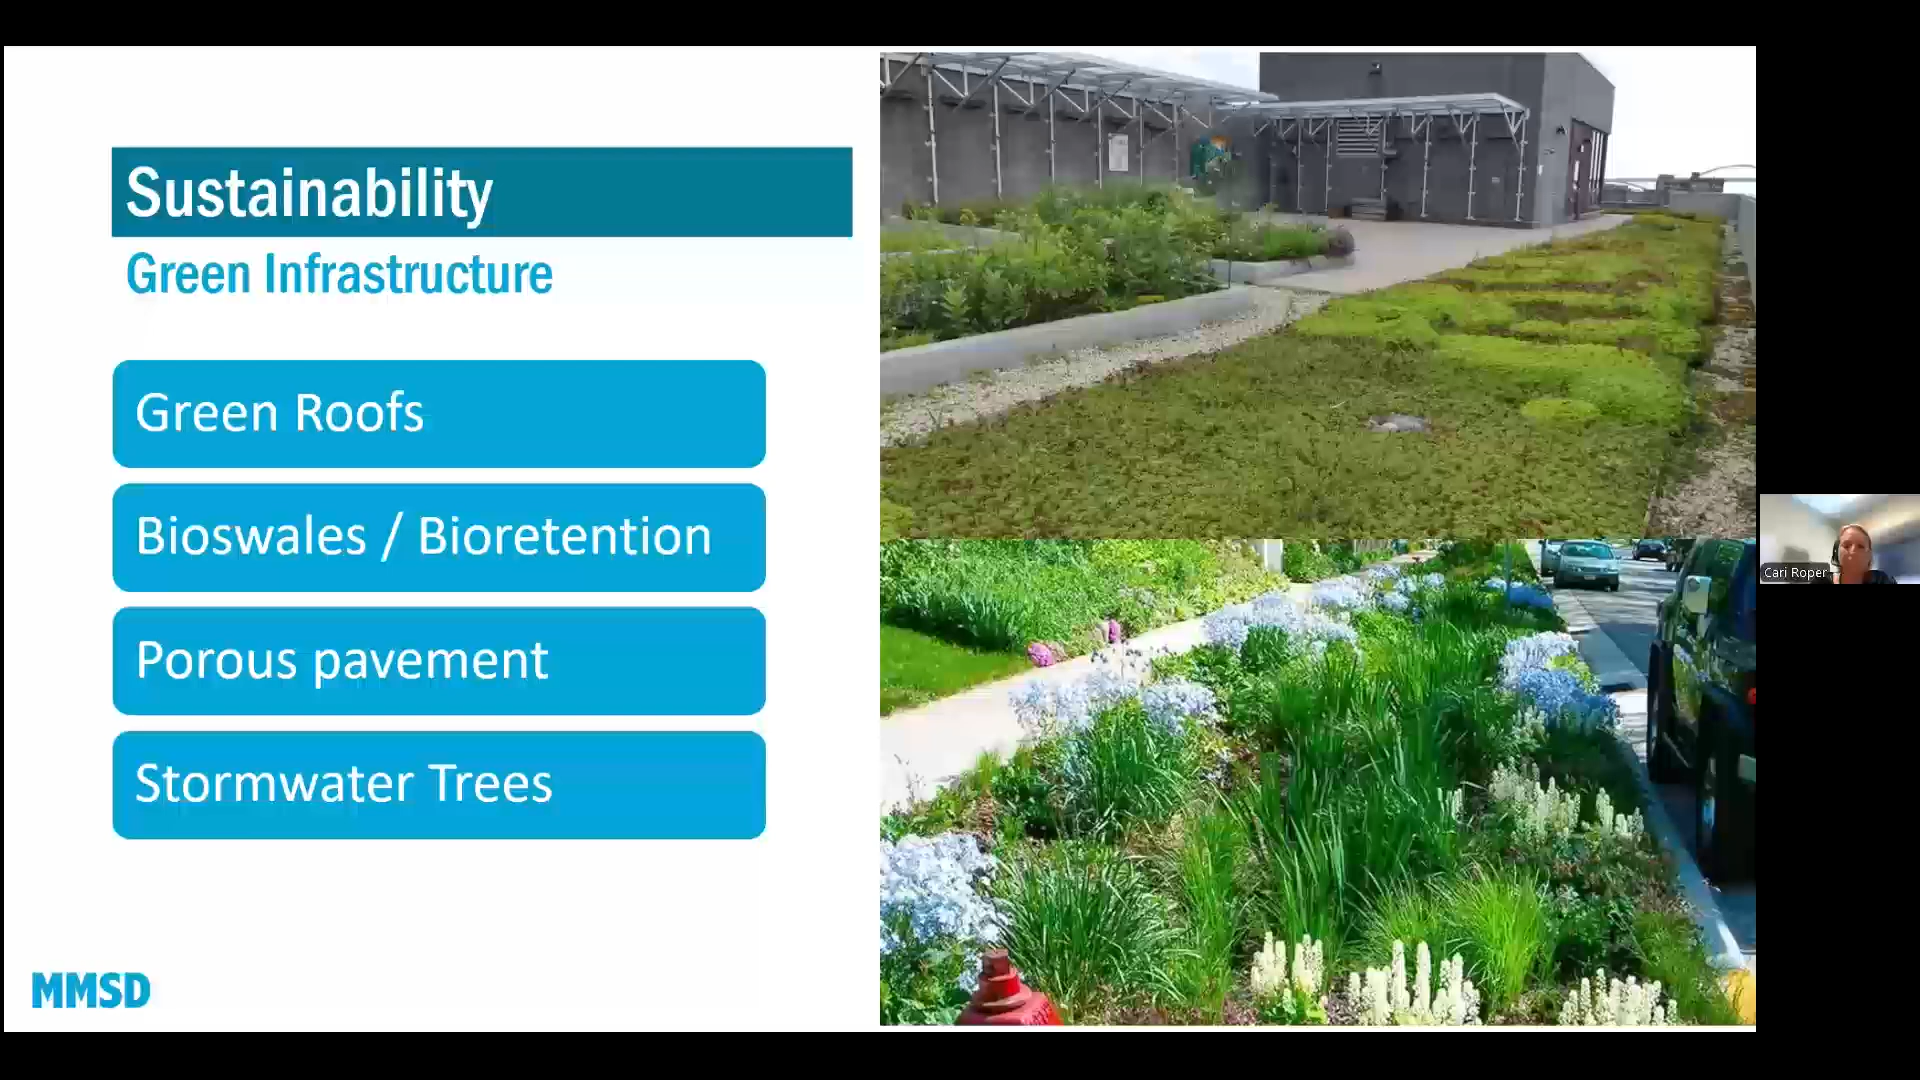 Sustainability
Green Infrastructure
Green Roofs
Bioswales / Bioretention
Porous pavement
Stormwater Trees
MMSD
Cari Roper